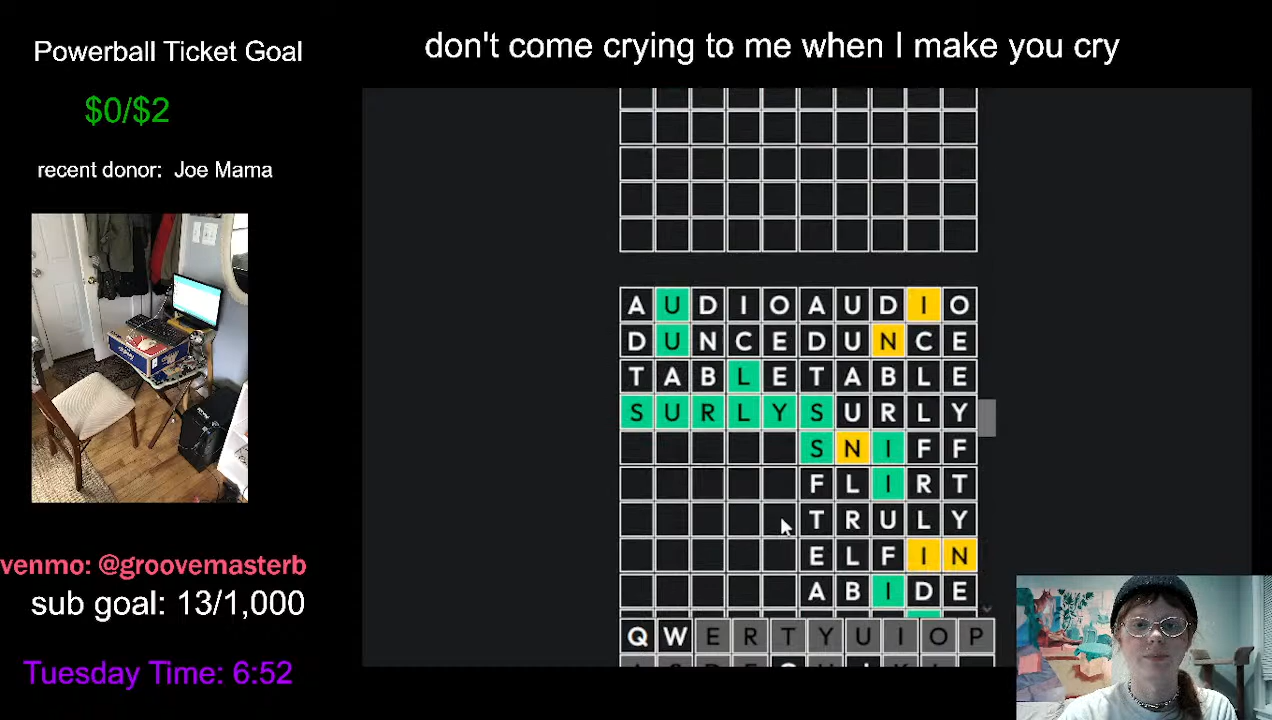 Powerball Ticket Goal
$0/$2
recent donor: Joe Mama
venmo: @groovemasterb
sub goal: 13/1,000
Tuesday Time: 6:52
don't come crying to me when I make you cry
A U D I O A U D I O
D U N C E D U N C E
T A B L E T A B L E
S U R L Y S U R L Y
S N I F F
F L I R T
T R U L Y
E L F I N
A B I D E
Q W E R T Y U I O P